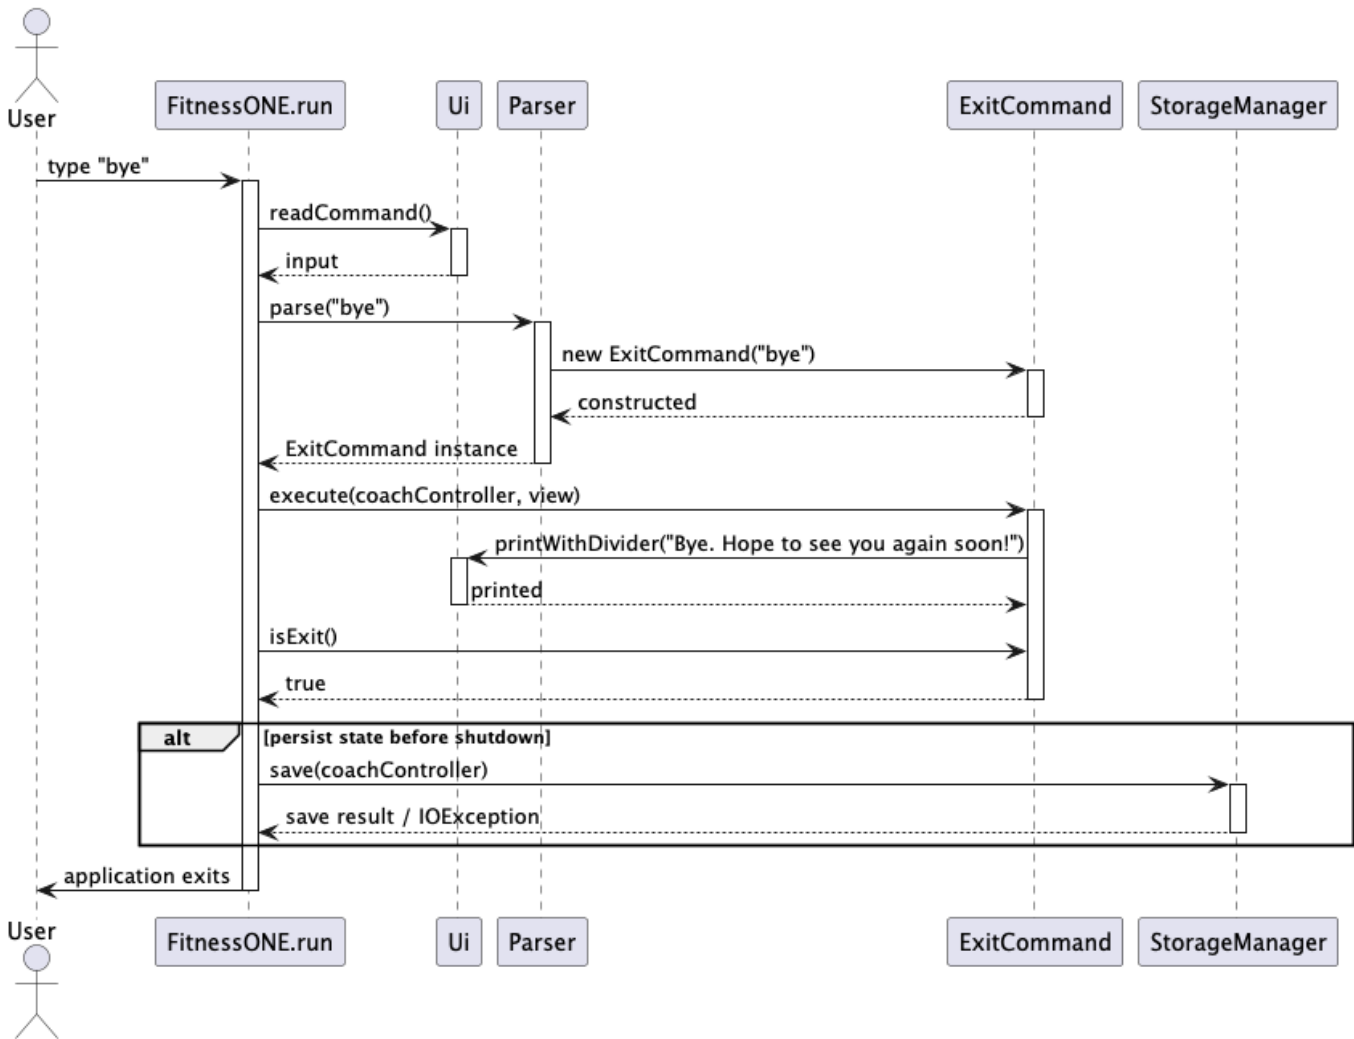 User
FitnessONE.run
Ui
Parser
ExitCommand
StorageManager
type "bye"
readCommand()
input
parse("bye")
new ExitCommand("bye")
constructed
ExitCommand instance
execute(coachController, view)
printWithDivider("Bye. Hope to see you again soon!")
printed
isExit()
true
alt
[persist state before shutdown]
save(coachController)
save result / IOException
application exits
User
FitnessONE.run
Ui
Parser
ExitCommand
StorageManager